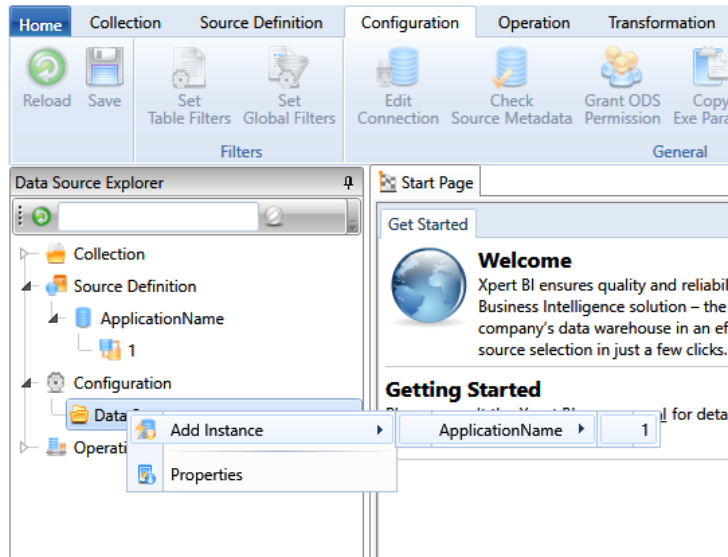 Home Collection Source Definition Configuration Operation Transformation
Reload Save Set Set Edit Check Grant ODS Copy
Table Filters Global Filters Connection Source Metadata Permission Exe Para
Filters General
Data Source Explorer
Start Page
Get Started
Collection
Welcome
Source Definition
Xpert BI ensures quality and reliabil
Business Intelligence solution – the
ApplicationName
company's data warehouse in an ef
1
source selection in just a few clicks.
Configuration
Getting Started
Data
for deta
Add Instance ApplicationName 1
Operati
Properties